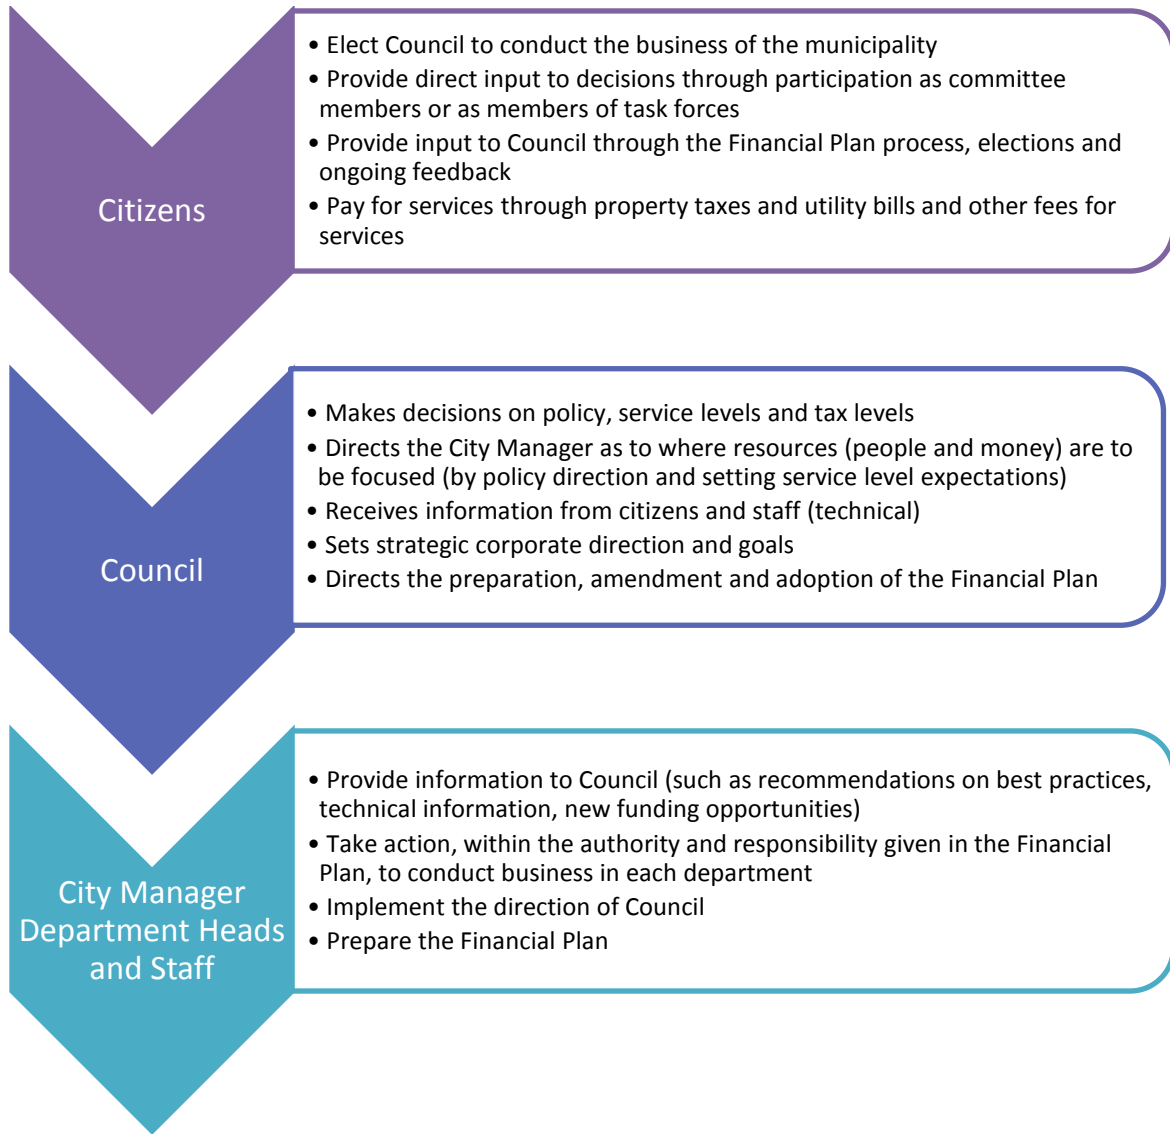 Citizens
• Elect Council to conduct the business of the municipality
• Provide direct input to decisions through participation as committee
members or as members of task forces
• Provide input to Council through the Financial Plan process, elections and
ongoing feedback
• Pay for services through property taxes and utility bills and other fees for
services
Council
• Makes decisions on policy, service levels and tax levels
• Directs the City Manager as to where resources (people and money) are to
be focused (by policy direction and setting service level expectations)
• Receives information from citizens and staff (technical)
• Sets strategic corporate direction and goals
• Directs the preparation, amendment and adoption of the Financial Plan
City Manager
Department Heads
and Staff
• Provide information to Council (such as recommendations on best practices,
technical information, new funding opportunities)
• Take action, within the authority and responsibility given in the Financial
Plan, to conduct business in each department
• Implement the direction of Council
• Prepare the Financial Plan